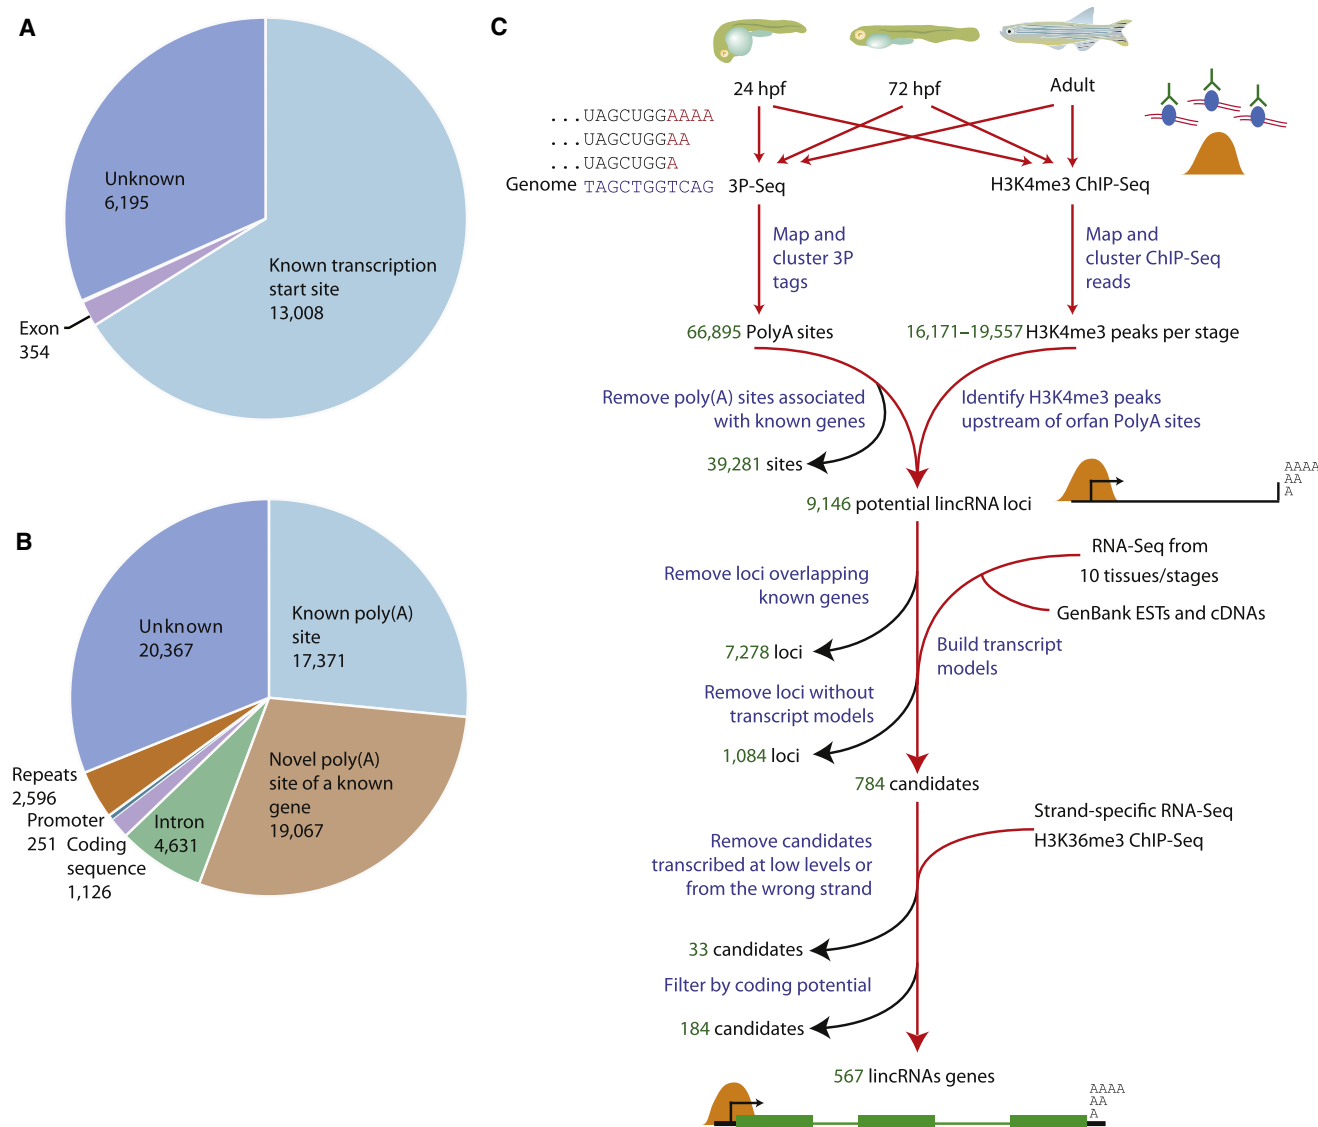 A
Unknown
6,195
Known transcription
start site
13,008
Exon
354
B
Unknown
20,367
Known poly(A)
site
17,371
Novel poly(A)
site of a known
gene
19,067
Repeats
2,596
Promoter
251
Coding
sequence
1,126
Intron
4,631
C
24 hpf
72 hpf
Adult
...UAGCUGGAAAA
...UAGCUGGAA
...UAGCUGGA
Genome TAGCTGGTCAG
3P-Seq
H3K4me3 ChIP-Seq
Map and
cluster 3P
tags
Map and
cluster ChIP-Seq
reads
66,895 PolyA sites
16,171–19,557 H3K4me3 peaks per stage
Remove poly(A) sites associated
with known genes
Identify H3K4me3 peaks
upstream of orfan PolyA sites
39,281 sites
9,146 potential lincRNA loci
AAAA
AA
A
RNA-Seq from
10 tissues/stages
GenBank ESTs and cDNAs
Remove loci overlapping
known genes
7,278 loci
Build transcript
models
Remove loci without
transcript models
1,084 loci
784 candidates
Strand-specific RNA-Seq
H3K36me3 ChIP-Seq
Remove candidates
transcribed at low levels or
from the wrong strand
33 candidates
Filter by coding potential
184 candidates
567 lincRNAs genes
AAAA
AA
A